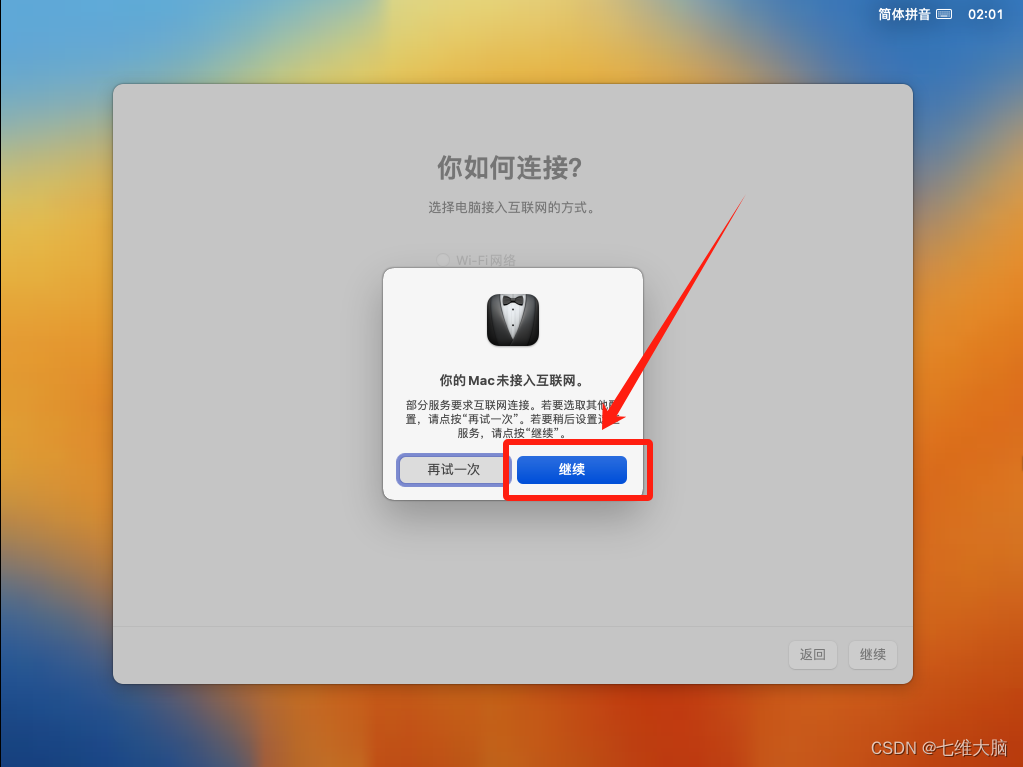 简体拼音 02:01
你如何连接?
选择电脑接入互联网的方式。
Wi-Fi网络
你的Mac未接入互联网。
部分服务要求互联网连接。若要选取其他
置，请点按“再试一次”。若要稍后设置
服务，请点按“继续”。
再试一次 继续
返回 继续
CSDN @七维大脑